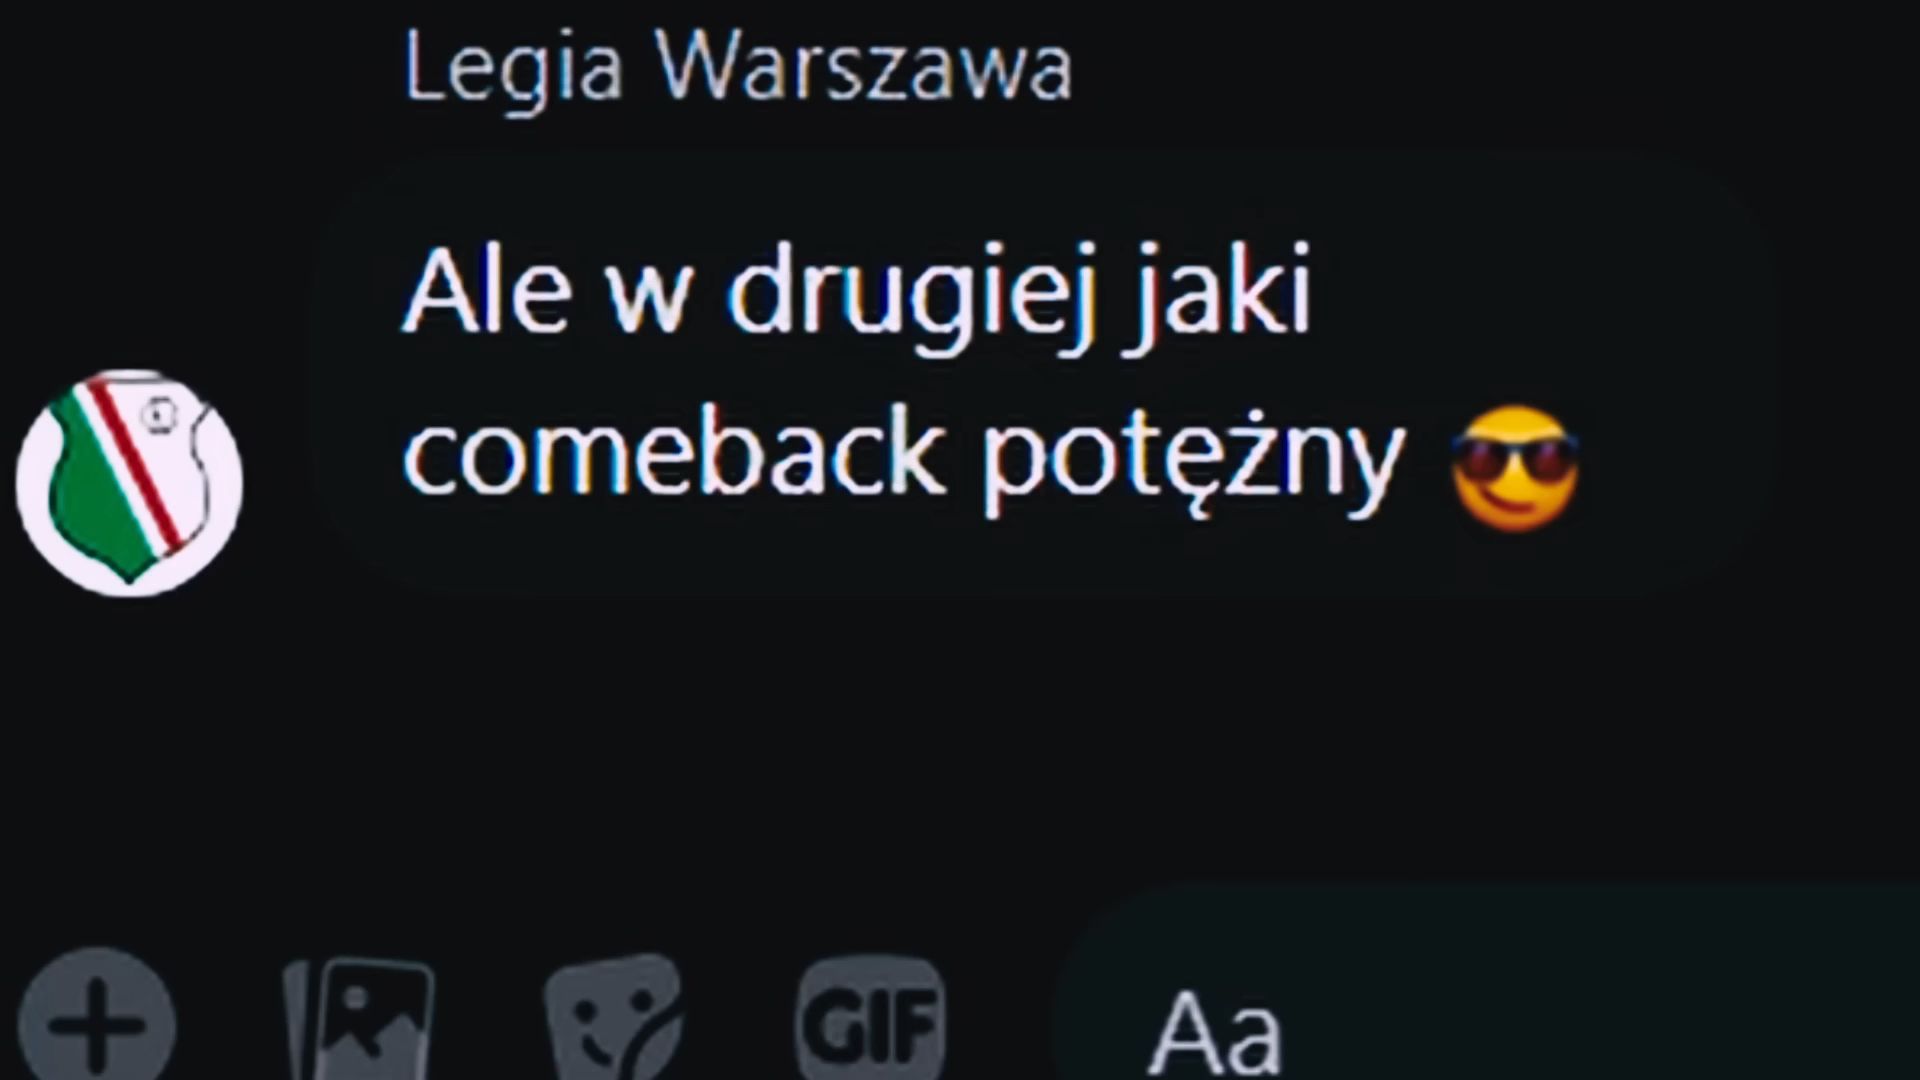 Legia Warszawa
Ale w drugiej jaki
comeback potężny 😎
GIF
Aa